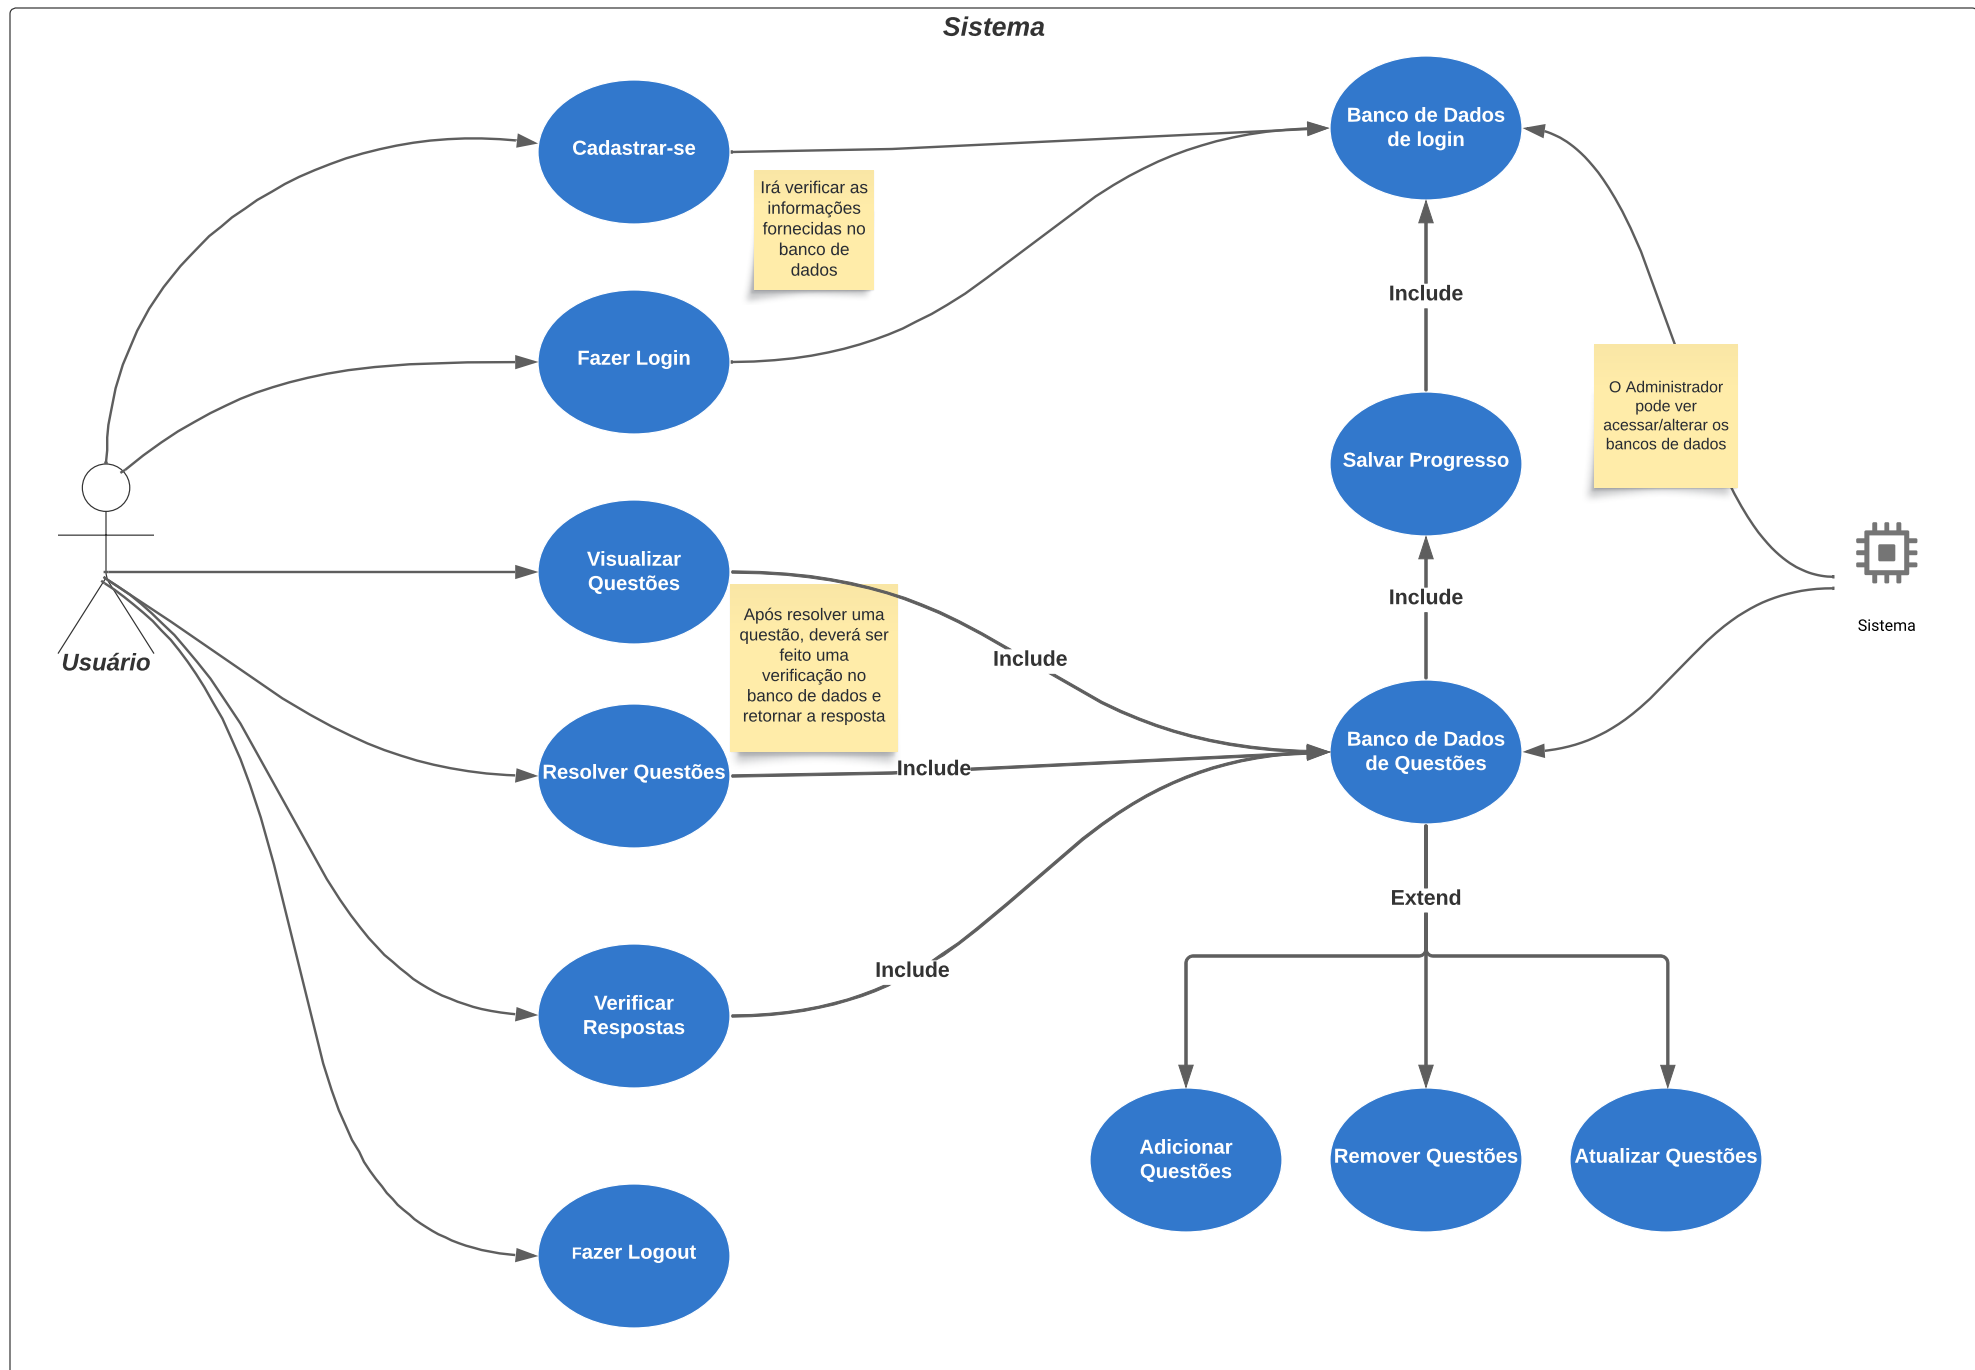 Sistema
Cadastrar-se
Banco de Dados
de login
Irá verificar as
informações
fornecidas no
banco de
dados
Include
Fazer Login
O Administrador
pode ver
acessar/alterar os
bancos de dados
Salvar Progresso
Visualizar
Questões
Include
Sistema
Após resolver uma
questão, deverá ser
feito uma
verificação no
banco de dados e
retornar a resposta
Include
Usuário
Banco de Dados
de Questões
Resolver Questões
Include
Extend
Include
Verificar
Respostas
Adicionar
Questões
Remover Questões
Atualizar Questões
Fazer Logout